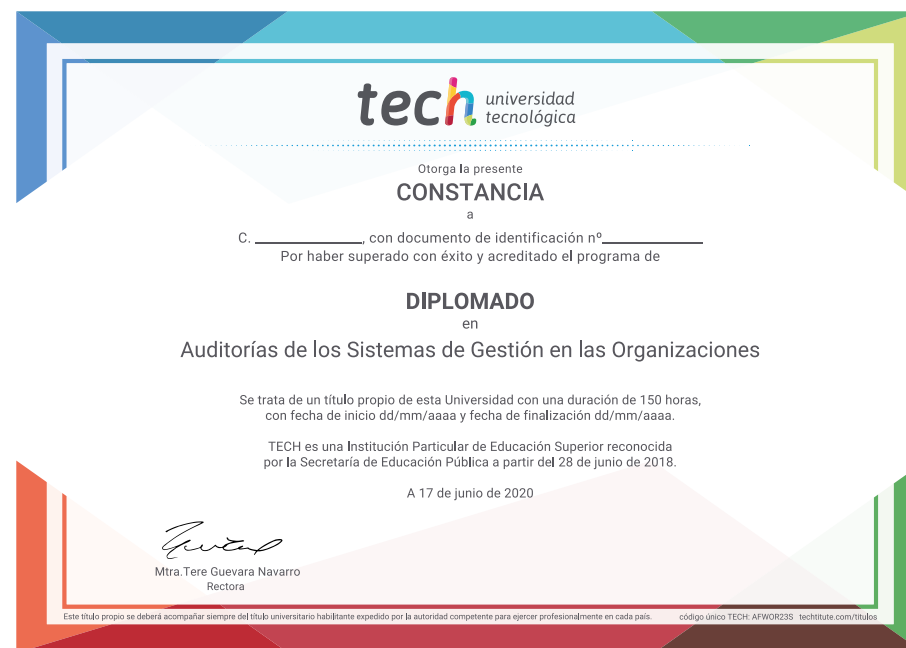 tech universidad
tecnológica
Otorga la presente
CONSTANCIA
a
C. ____________, con documento de identificación nº____________
Por haber superado con éxito y acreditado el programa de
DIPLOMADO
en
Auditorías de los Sistemas de Gestión en las Organizaciones
Se trata de un título propio de esta Universidad con una duración de 150 horas,
con fecha de inicio dd/mm/aaaa y fecha de finalización dd/mm/aaaa.
TECH es una Institución Particular de Educación Superior reconocida
por la Secretaría de Educación Pública a partir del 28 de junio de 2018.
A 17 de junio de 2020
Mtra.Tere Guevara Navarro
Rectora
Este título propio se deberá acompañar siempre del título universitario habilitante expedido por la autoridad competente para ejercer profesionalmente en cada país. código único TECH: AFWOR23S techtitute.com/titulos